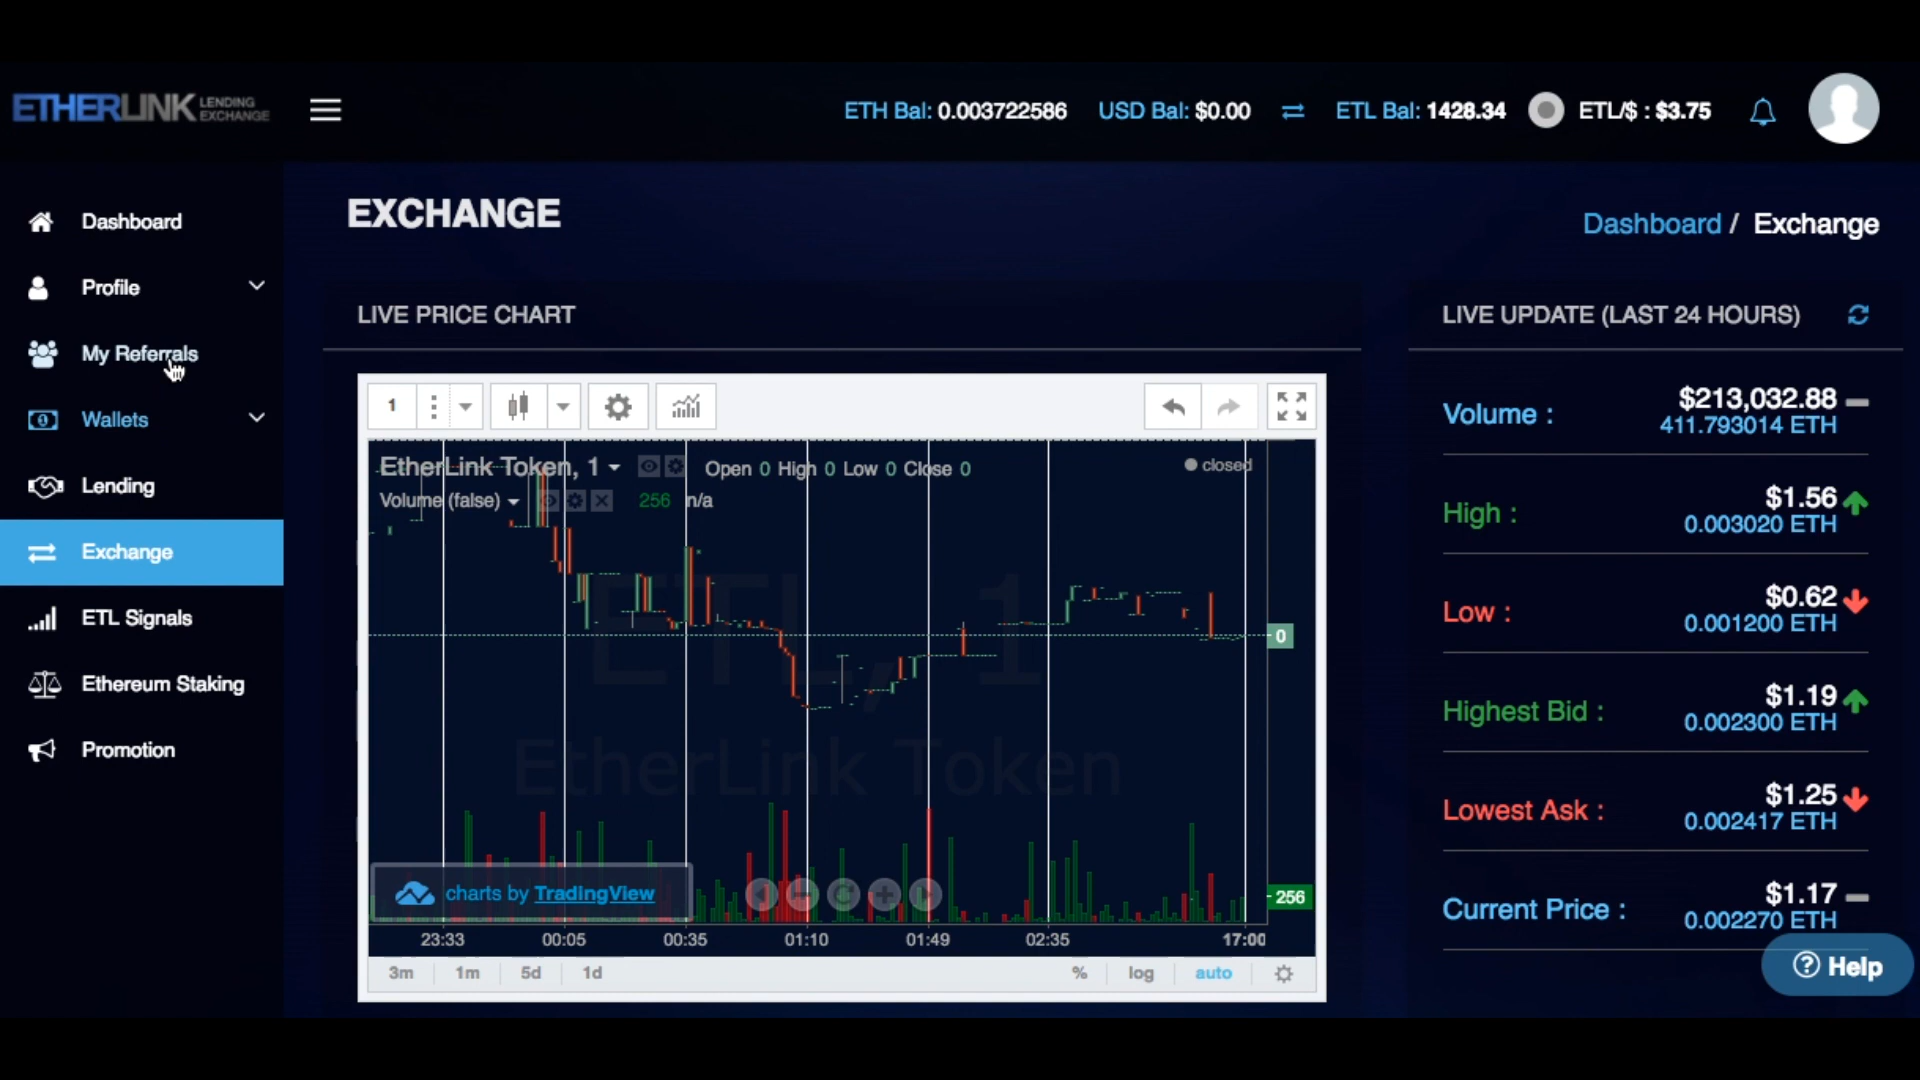 ETHERLINK LENDING EXCHANGE
ETH Bal: 0.003722586 USD Bal: $0.00 ETL Bal: 1428.34 ETL/$ : $3.75
Dashboard
Profile
My Referrals
Wallets
Lending
Exchange
ETL Signals
Ethereum Staking
Promotion
EXCHANGE
Dashboard / Exchange
LIVE PRICE CHART
1
EtherLink Token, 1 Open 0 High 0 Low 0 Close 0 closed
Volume (false) 256 n/a
ETL, 1
EtherLink Token
0
256
charts by TradingView
23:33 00:05 00:35 01:10 01:49 02:35 17:00
3m 1m 5d 1d % log auto
LIVE UPDATE (LAST 24 HOURS)
Volume : $213,032.88
411.793014 ETH
High : $1.56
0.003020 ETH
Low : $0.62
0.001200 ETH
Highest Bid : $1.19
0.002300 ETH
Lowest Ask : $1.25
0.002417 ETH
Current Price : $1.17
0.002270 ETH
Help